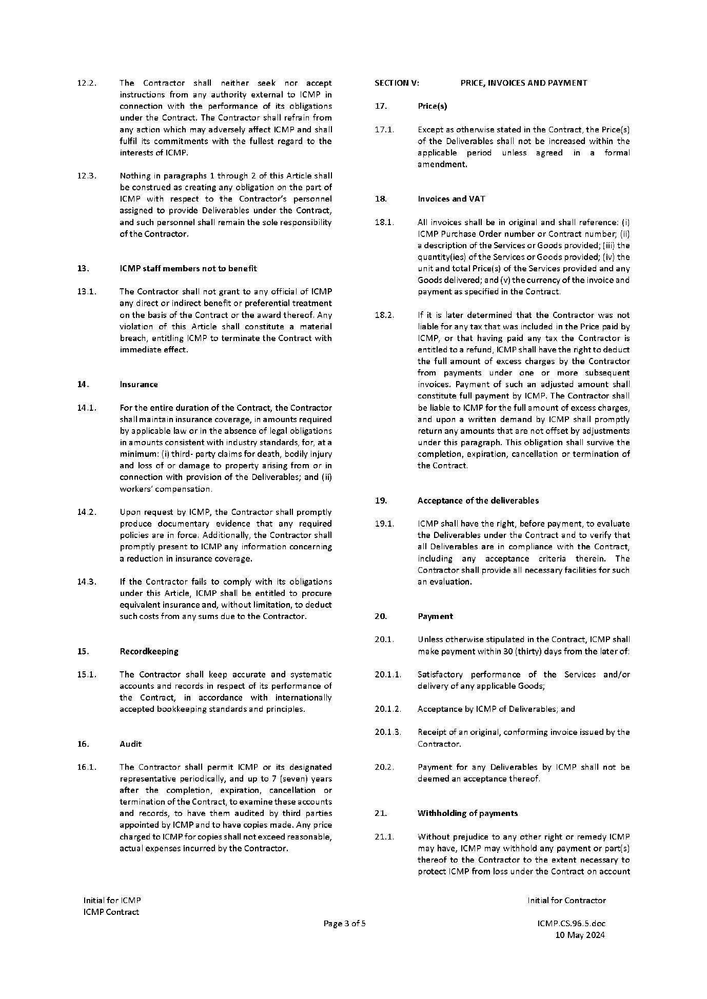 12.2. The Contractor shall neither seek nor accept
instructions from any authority external to ICMP in
connection with the performance of its obligations
under the Contract. The Contractor shall refrain from
any action which may adversely affect ICMP and shall
fulfil its commitments with the fullest regard to the
interests of ICMP.
12.3. Nothing in paragraphs 1 through 2 of this Article shall
be construed as creating any obligation on the part of
ICMP with respect to the Contractor’s personnel
assigned to provide Deliverables under the Contract,
and such personnel shall remain the sole responsibility
of the Contractor.
13. ICMP staff members not to benefit
13.1. The Contractor shall not grant to any official of ICMP
any direct or indirect benefit or preferential treatment
on the basis of the Contract or the award thereof. Any
violation of this Article shall constitute a material
breach, entitling ICMP to terminate the Contract with
immediate effect.
14. Insurance
14.1. For the entire duration of the Contract, the Contractor
shall maintain insurance coverage, in amounts required
by applicable law or in the absence of legal obligations
in amounts consistent with industry standards, for, at a
minimum: (i) third- party claims for death, bodily injury
and loss of or damage to property arising from or in
connection with provision of the Deliverables; and (ii)
workers’ compensation.
14.2. Upon request by ICMP, the Contractor shall promptly
produce documentary evidence that any required
policies are in force. Additionally, the Contractor shall
promptly present to ICMP any information concerning
a reduction in insurance coverage.
14.3. If the Contractor fails to comply with its obligations
under this Article, ICMP shall be entitled to procure
equivalent insurance and, without limitation, to deduct
such costs from any sums due to the Contractor.
15. Recordkeeping
15.1. The Contractor shall keep accurate and systematic
accounts and records in respect of its performance of
the Contract, in accordance with internationally
accepted bookkeeping standards and principles.
16. Audit
16.1. The Contractor shall permit ICMP or its designated
representative periodically, and up to 7 (seven) years
after the completion, expiration, cancellation or
termination of the Contract, to examine these accounts
and records, to have them audited by third parties
appointed by ICMP and to have copies made. Any price
charged to ICMP for copies shall not exceed reasonable,
actual expenses incurred by the Contractor.
SECTION V: PRICE, INVOICES AND PAYMENT
17. Price(s)
17.1. Except as otherwise stated in the Contract, the Price(s)
of the Deliverables shall not be increased within the
applicable period unless agreed in a formal
amendment.
18. Invoices and VAT
18.1. All invoices shall be in original and shall reference: (i)
ICMP Purchase Order number or Contract number; (ii)
a description of the Services or Goods provided; (iii) the
quantity(ies) of the Services or Goods provided; (iv) the
unit and total Price(s) of the Services provided and any
Goods delivered; and (v) the currency of the invoice and
payment as specified in the Contract.
18.2. If it is later determined that the Contractor was not
liable for any tax that was included in the Price paid by
ICMP, or that having paid any tax the Contractor is
entitled to a refund, ICMP shall have the right to deduct
the full amount of excess charges by the Contractor
from payments under one or more subsequent
invoices. Payment of such an adjusted amount shall
constitute full payment by ICMP. The Contractor shall
be liable to ICMP for the full amount of excess charges,
and upon a written demand by ICMP shall promptly
return any amounts that are not offset by adjustments
under this paragraph. This obligation shall survive the
completion, expiration, cancellation or termination of
the Contract.
19. Acceptance of the deliverables
19.1. ICMP shall have the right, before payment, to evaluate
the Deliverables under the Contract and to verify that
all Deliverables are in compliance with the Contract,
including any acceptance criteria therein. The
Contractor shall provide all necessary facilities for such
an evaluation.
20. Payment
20.1. Unless otherwise stipulated in the Contract, ICMP shall
make payment within 30 (thirty) days from the later of:
20.1.1. Satisfactory performance of the Services and/or
delivery of any applicable Goods;
20.1.2. Acceptance by ICMP of Deliverables; and
20.1.3. Receipt of an original, conforming invoice issued by the
Contractor.
20.2. Payment for any Deliverables by ICMP shall not be
deemed an acceptance thereof.
21. Withholding of payments
21.1. Without prejudice to any other right or remedy ICMP
may have, ICMP may withhold any payment or part(s)
thereof to the Contractor to the extent necessary to
protect ICMP from loss under the Contract on account
Initial for ICMP Initial for Contractor
ICMP Contract
Page 3 of 5 ICMP.CS.96.5.doc
10 May 2024